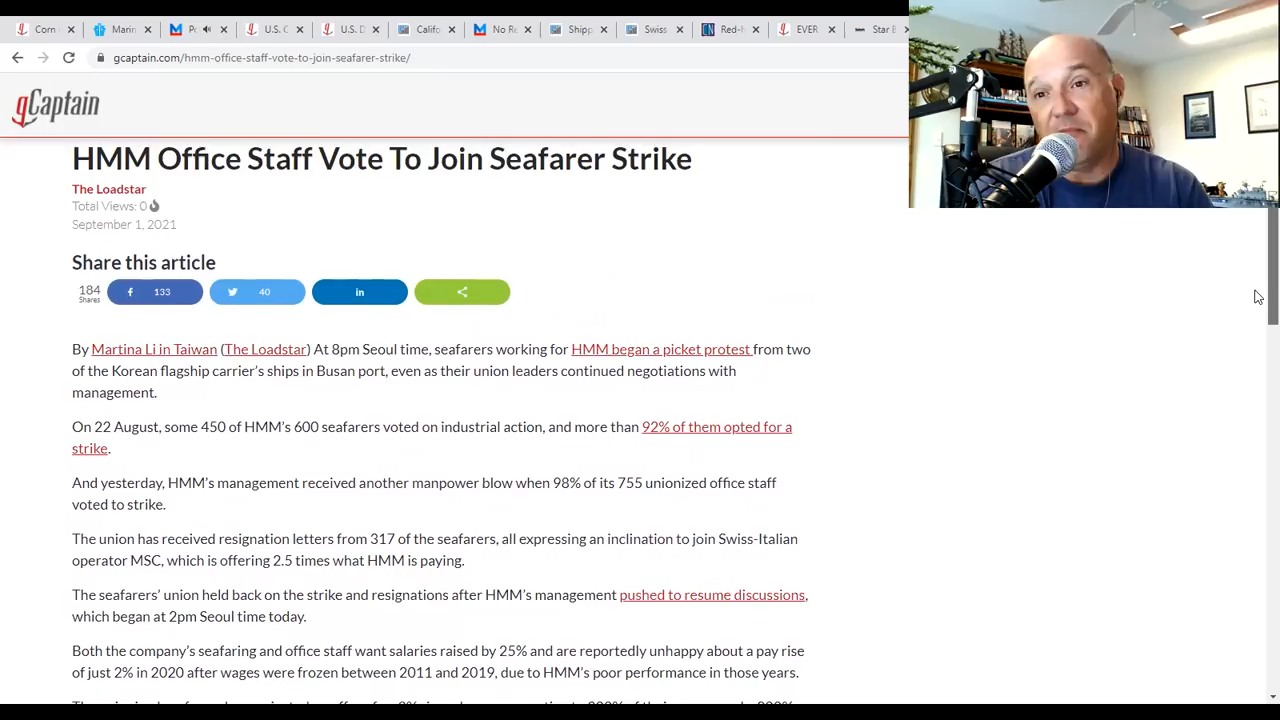 Corn
Marin
Po
U.S. C
U.S. D
Califo
No Re
Shipp
Swiss
Red-H
EVER
Star B
gcaptain.com/hmm-office-staff-vote-to-join-seafarer-strike/
gCaptain
HMM Office Staff Vote To Join Seafarer Strike
The Loadstar
Total Views: 0
September 1, 2021
Share this article
184
Shares
133
40
in
By Martina Li in Taiwan (The Loadstar) At 8pm Seoul time, seafarers working for HMM began a picket protest from two
of the Korean flagship carrier's ships in Busan port, even as their union leaders continued negotiations with
management.
On 22 August, some 450 of HMM's 600 seafarers voted on industrial action, and more than 92% of them opted for a
strike.
And yesterday, HMM's management received another manpower blow when 98% of its 755 unionized office staff
voted to strike.
The union has received resignation letters from 317 of the seafarers, all expressing an inclination to join Swiss-Italian
operator MSC, which is offering 2.5 times what HMM is paying.
The seafarers' union held back on the strike and resignations after HMM's management pushed to resume discussions,
which began at 2pm Seoul time today.
Both the company's seafaring and office staff want salaries raised by 25% and are reportedly unhappy about a pay rise
of just 2% in 2020 after wages were frozen between 2011 and 2019, due to HMM's poor performance in those years.